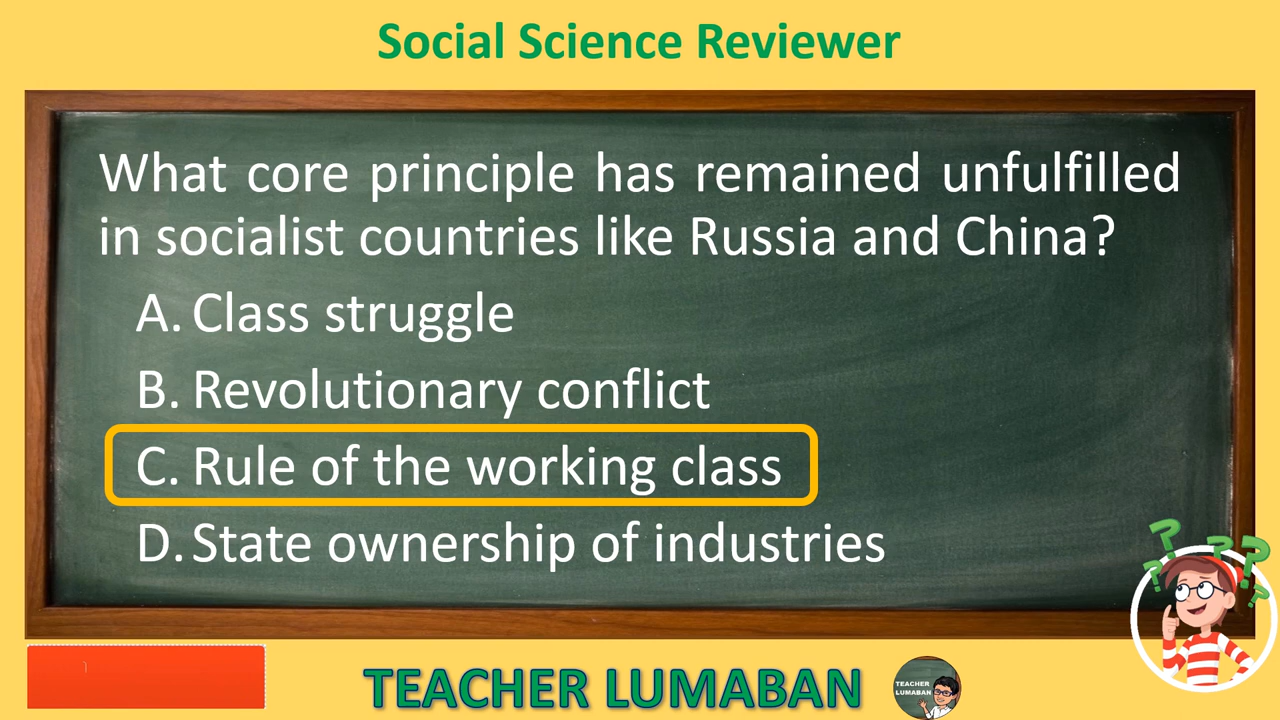 Social Science Reviewer
What core principle has remained unfulfilled
in socialist countries like Russia and China?
A. Class struggle
B. Revolutionary conflict
C. Rule of the working class
D. State ownership of industries
TEACHER LUMABAN
TEACHER
LUMABAN